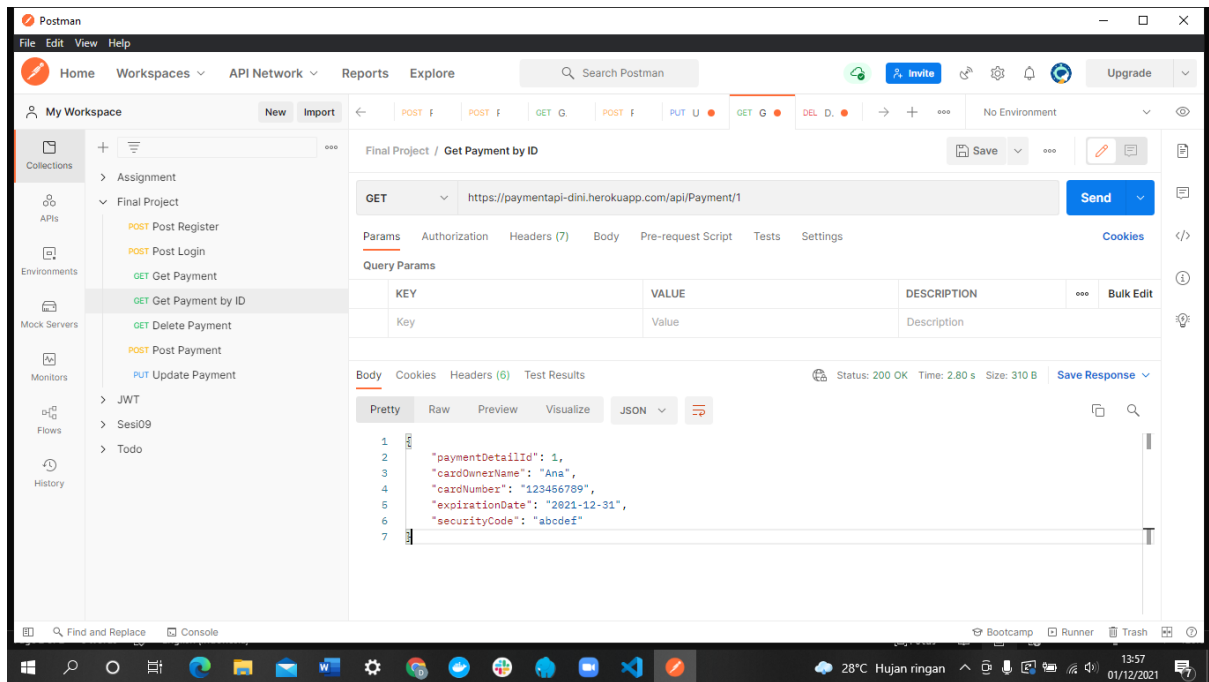 Postman
File Edit View Help
Home Workspaces API Network Reports Explore Search Postman Invite Upgrade
My Workspace New Import POST F POST F GET G POST F PUT U GET G DEL D. No Environment
Collections
APIs
Environments
Mock Servers
Monitors
Flows
History
Assignment
Final Project
POST Post Register
POST Post Login
GET Get Payment
GET Get Payment by ID
GET Delete Payment
POST Post Payment
PUT Update Payment
JWT
Sesi09
Todo
Final Project / Get Payment by ID Save
GET https://paymentapi-dini.herokuapp.com/api/Payment/1 Send
Params Authorization Headers (7) Body Pre-request Script Tests Settings Cookies
Query Params
KEY VALUE DESCRIPTION Bulk Edit
Key Value Description
Body Cookies Headers (6) Test Results Status: 200 OK Time: 2.80 s Size: 310 B Save Response
Pretty Raw Preview Visualize JSON
1 {
2 "paymentDetailId": 1,
3 "cardOwnerName": "Ana",
4 "cardNumber": "123456789",
5 "expirationDate": "2021-12-31",
6 "securityCode": "abcdef"
7 }
Find and Replace Console Bootcamp Runner Trash
28°C Hujan ringan 13:57
01/12/2021